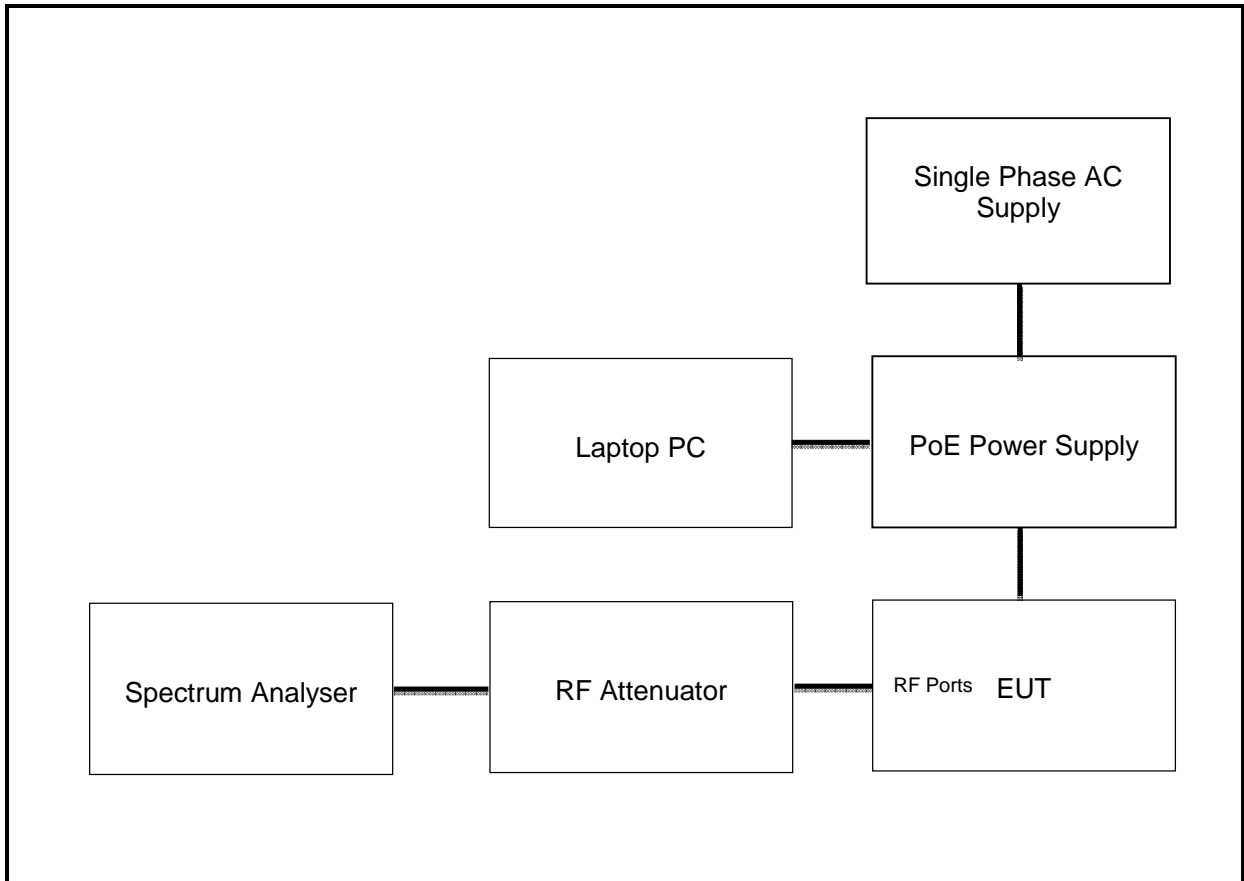 Single Phase AC
Supply
Laptop PC
PoE Power Supply
Spectrum Analyser
RF Attenuator
RF Ports
EUT